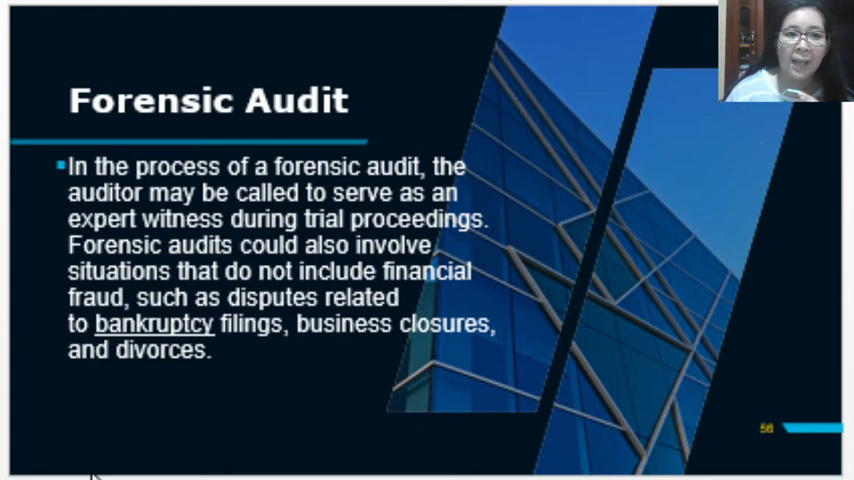 Forensic Audit
In the process of a forensic audit, the
auditor may be called to serve as an
expert witness during trial proceedings.
Forensic audits could also involve
situations that do not include financial
fraud, such as disputes related
to bankruptcy filings, business closures,
and divorces.
56